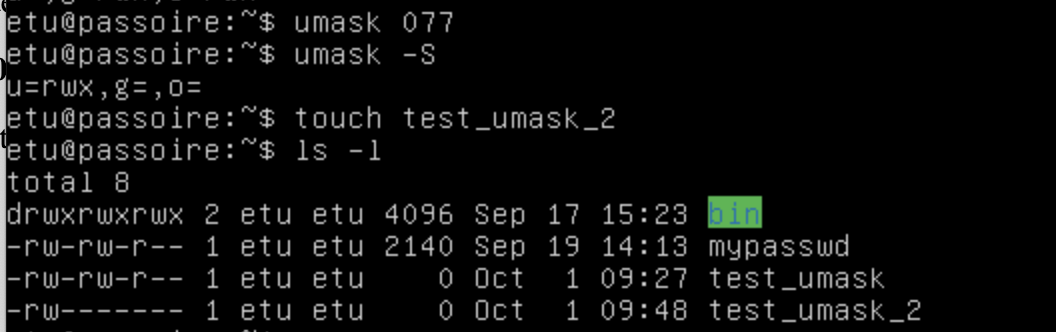 etu@passoire:~$ umask 077
etu@passoire:~$ umask -S
u=rwx,g=,o=
etu@passoire:~$ touch test_umask_2
etu@passoire:~$ ls -l
total 8
drwxrwxrwx 2 etu etu 4096 Sep 17 15:23 bin
-rw-rw-r-- 1 etu etu 2140 Sep 19 14:13 mypasswd
-rw-rw-r-- 1 etu etu    0 Oct  1 09:27 test_umask
-rw------- 1 etu etu    0 Oct  1 09:48 test_umask_2